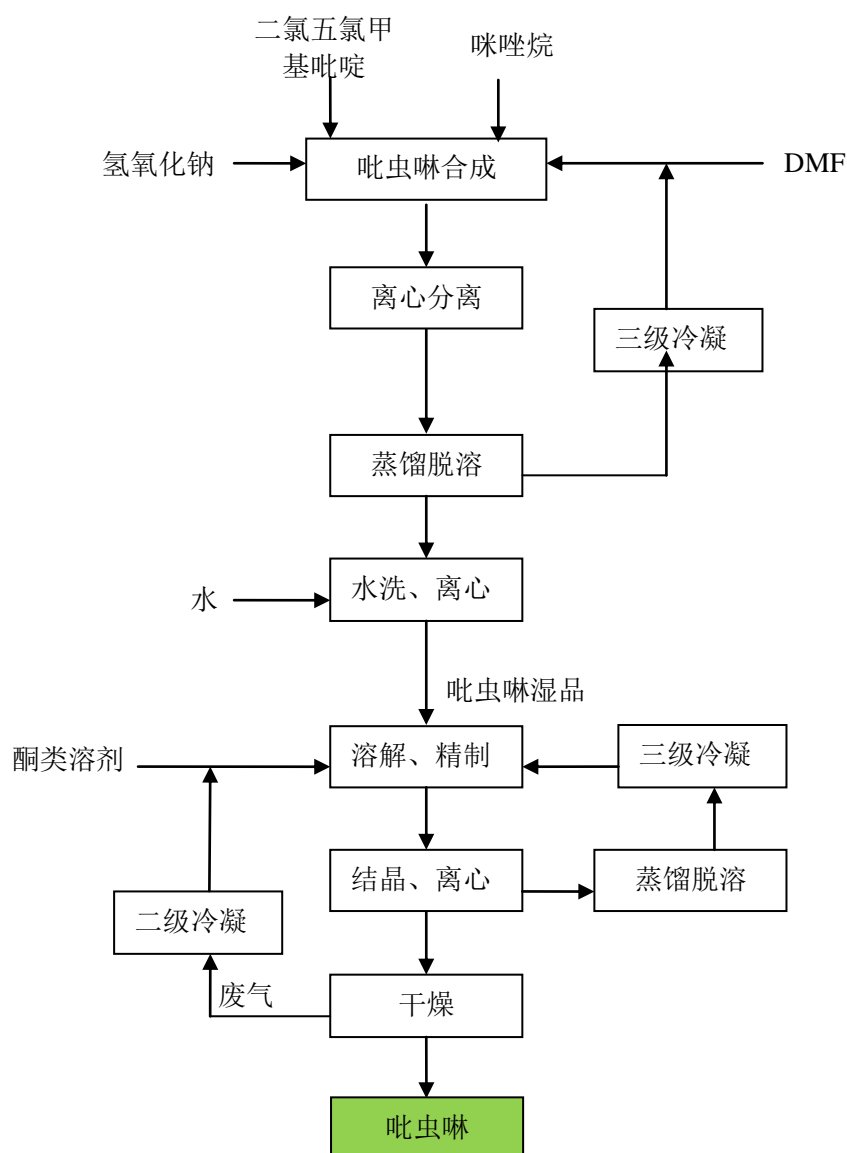 二氯五氯甲
基吡啶
咪唑烷
氢氧化钠
吡虫啉合成
DMF
离心分离
三级冷凝
蒸馏脱溶
水
水洗、离心
吡虫啉湿品
酮类溶剂
溶解、精制
三级冷凝
结晶、离心
蒸馏脱溶
二级冷凝
废气
干燥
吡虫啉